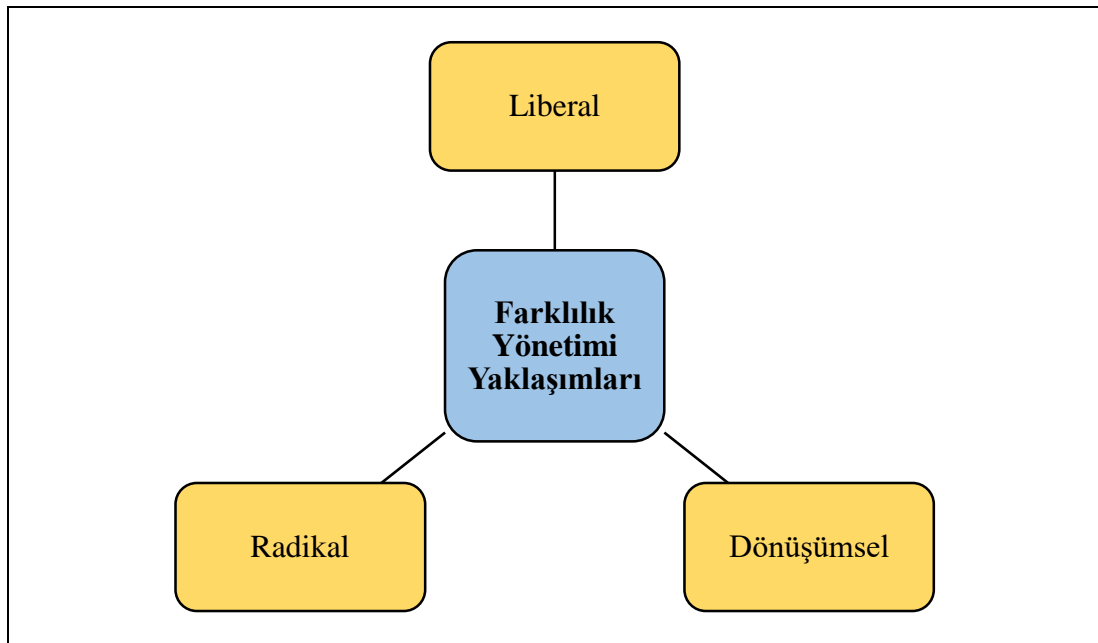 Liberal
Farklılık
Yönetimi
Yaklaşımları
Radikal
Dönüşümsel